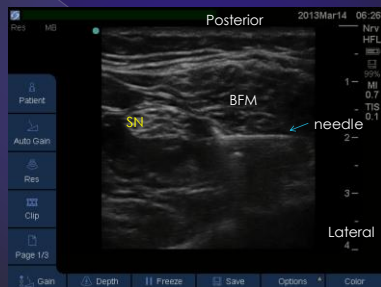 Posterior
2013Mar14 06:26
Res MB
Nrv
HFL
99%
MI
0.7
TIS
0.1
Patient
Auto Gain
Res
Clip
Page 1/3
BFM
SN
needle
Lateral
1
2
3
4
Gain
Depth
Freeze
Save
Options
Color